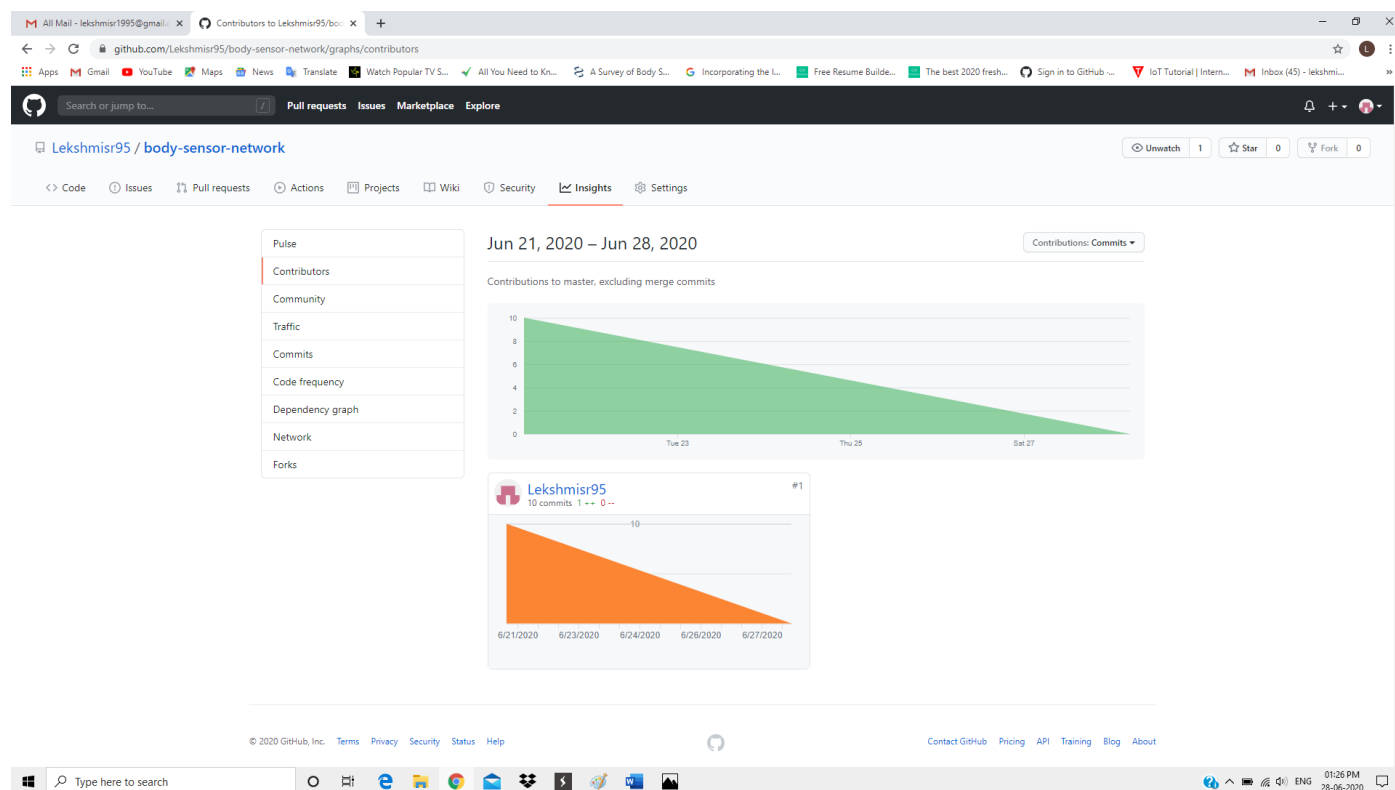 All Mail - lekshmisr1995@gmail.c
Contributors to Lekshmisr95/bod
github.com/Lekshmisr95/body-sensor-network/graphs/contributors
L
Apps Gmail YouTube Maps News Translate Watch Popular TV S... All You Need to Kn... A Survey of Body S... Incorporating the I... Free Resume Builde... The best 2020 fresh... Sign in to GitHub ·... IoT Tutorial | Intern... Inbox (45) - lekshmi... »
Search or jump to... / Pull requests Issues Marketplace Explore
Lekshmisr95 / body-sensor-network
Unwatch 1 Star 0 Fork 0
Code Issues Pull requests Actions Projects Wiki Security Insights Settings
Pulse
Contributors
Community
Traffic
Commits
Code frequency
Dependency graph
Network
Forks
Jun 21, 2020 – Jun 28, 2020
Contributions: Commits
Contributions to master, excluding merge commits
10
8
6
4
2
0
Tue 23 Thu 25 Sat 27
Lekshmisr95 #1
10 commits 1 ++ 0 --
10
6/21/2020 6/23/2020 6/24/2020 6/26/2020 6/27/2020
© 2020 GitHub, Inc. Terms Privacy Security Status Help
Contact GitHub Pricing API Training Blog About
Type here to search
ENG
01:26 PM
28-06-2020